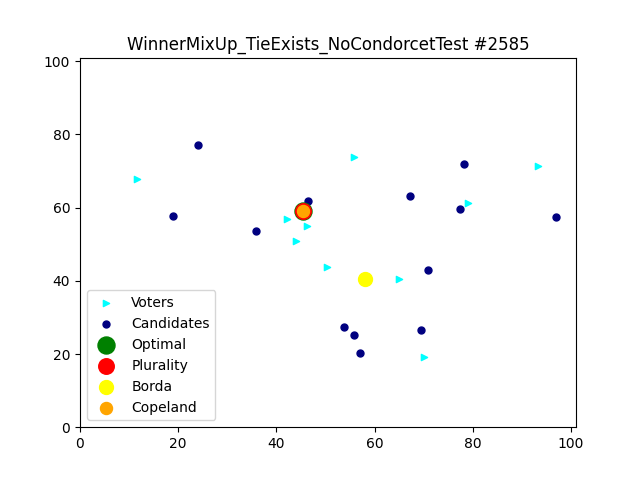 WinnerMixUp_TieExists_NoCondorcetTest #2585
100
80
60
40
20
0
0 20 40 60 80 100
Voters
Candidates
Optimal
Plurality
Borda
Copeland